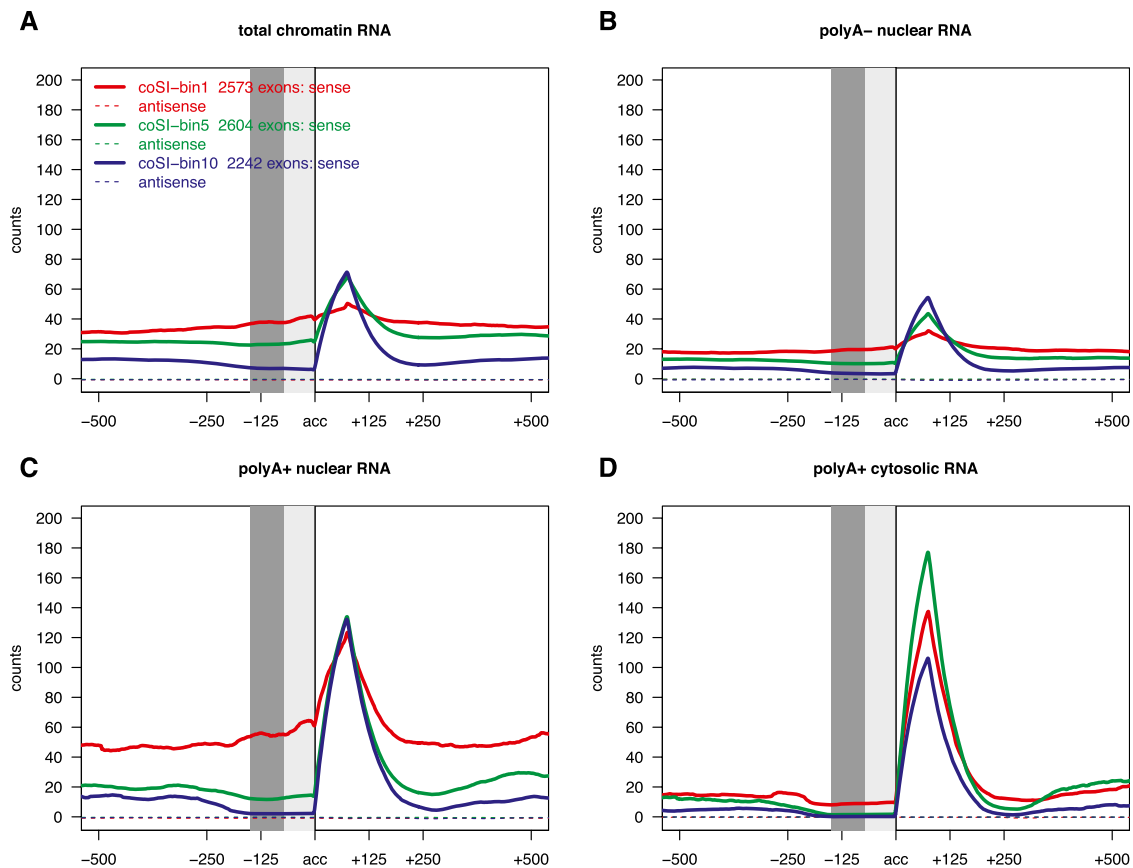 A
total chromatin RNA
counts
200
180
160
140
120
100
80
60
40
20
0
coSI−bin1 2573 exons: sense
antisense
coSI−bin5 2604 exons: sense
antisense
coSI−bin10 2242 exons: sense
antisense
−500 −250 −125 acc +125 +250 +500
B
polyA− nuclear RNA
counts
200
180
160
140
120
100
80
60
40
20
0
−500 −250 −125 acc +125 +250 +500
C
polyA+ nuclear RNA
counts
200
180
160
140
120
100
80
60
40
20
0
−500 −250 −125 acc +125 +250 +500
D
polyA+ cytosolic RNA
counts
200
180
160
140
120
100
80
60
40
20
0
−500 −250 −125 acc +125 +250 +500